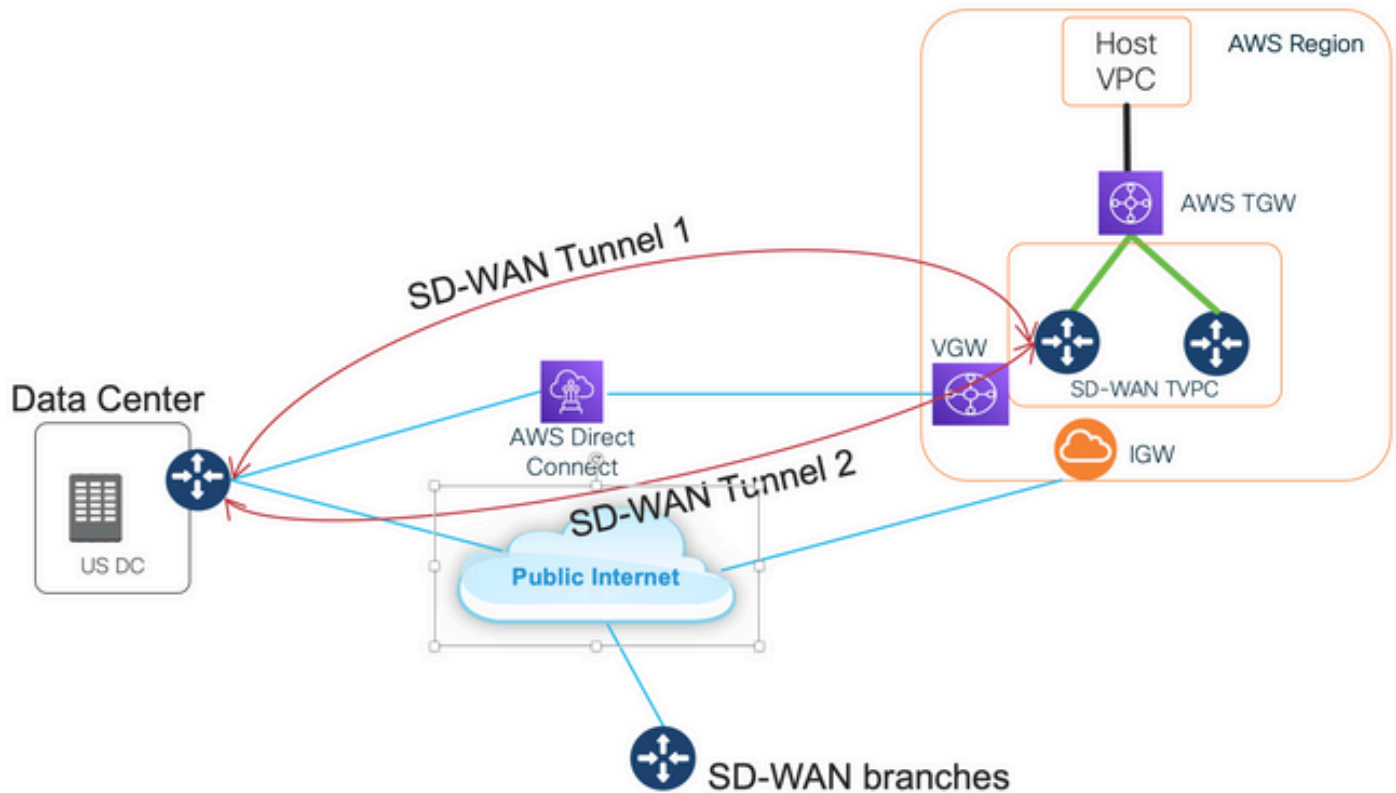 Host
VPC
AWS Region
AWS TGW
SD-WAN Tunnel 1
VGW
SD-WAN TVPC
Data Center
AWS Direct
Connect
IGW
SD-WAN Tunnel 2
US DC
Public Internet
SD-WAN branches